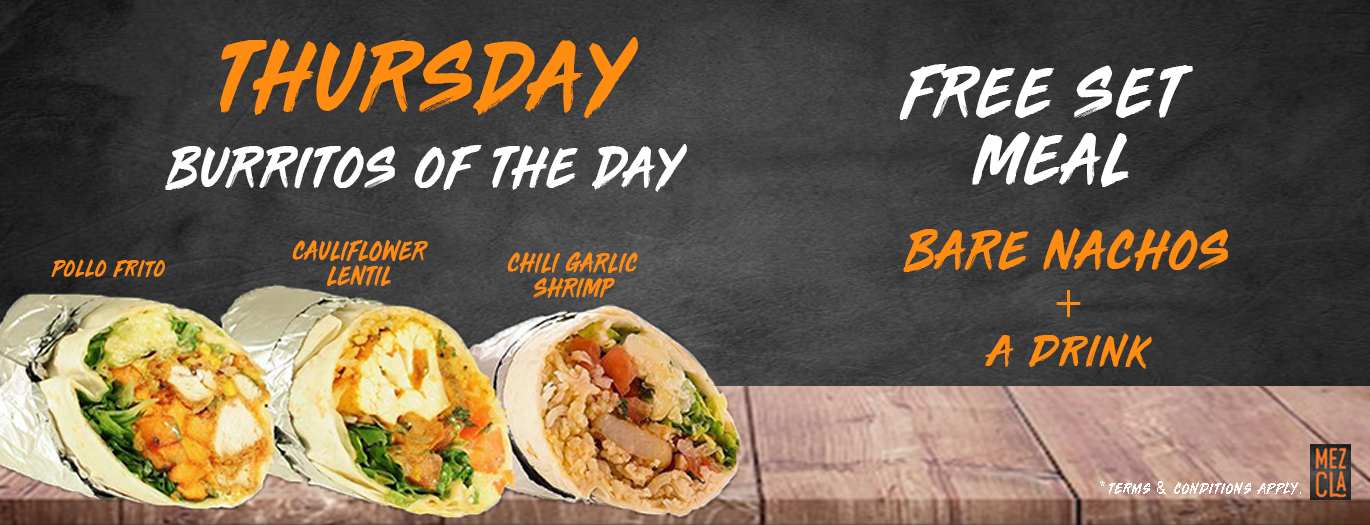 THURSDAY
BURRITOS OF THE DAY
POLLO FRITO
CAULIFLOWER
LENTIL
CHILI GARLIC
SHRIMP
FREE SET
MEAL
BARE NACHOS
+
A DRINK
*TERMS & CONDITIONS APPLY.
MEZ
CLA